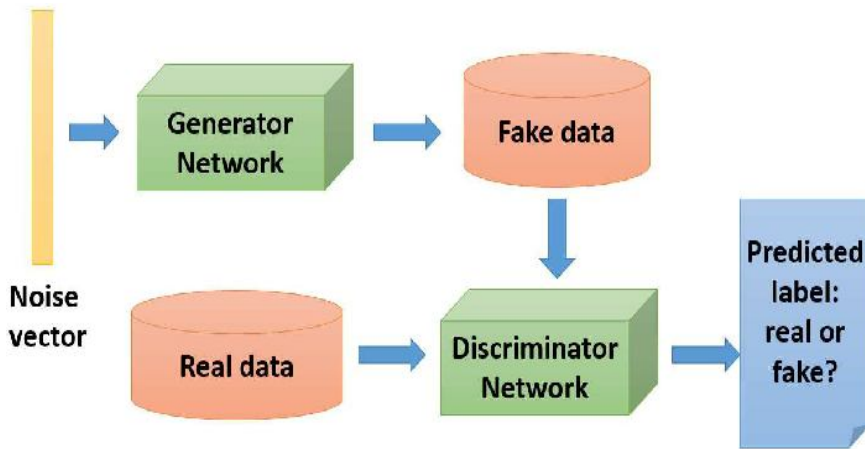 Generator
Network
Fake data
Noise
vector
Real data
Discriminator
Network
Predicted
label:
real or
fake?